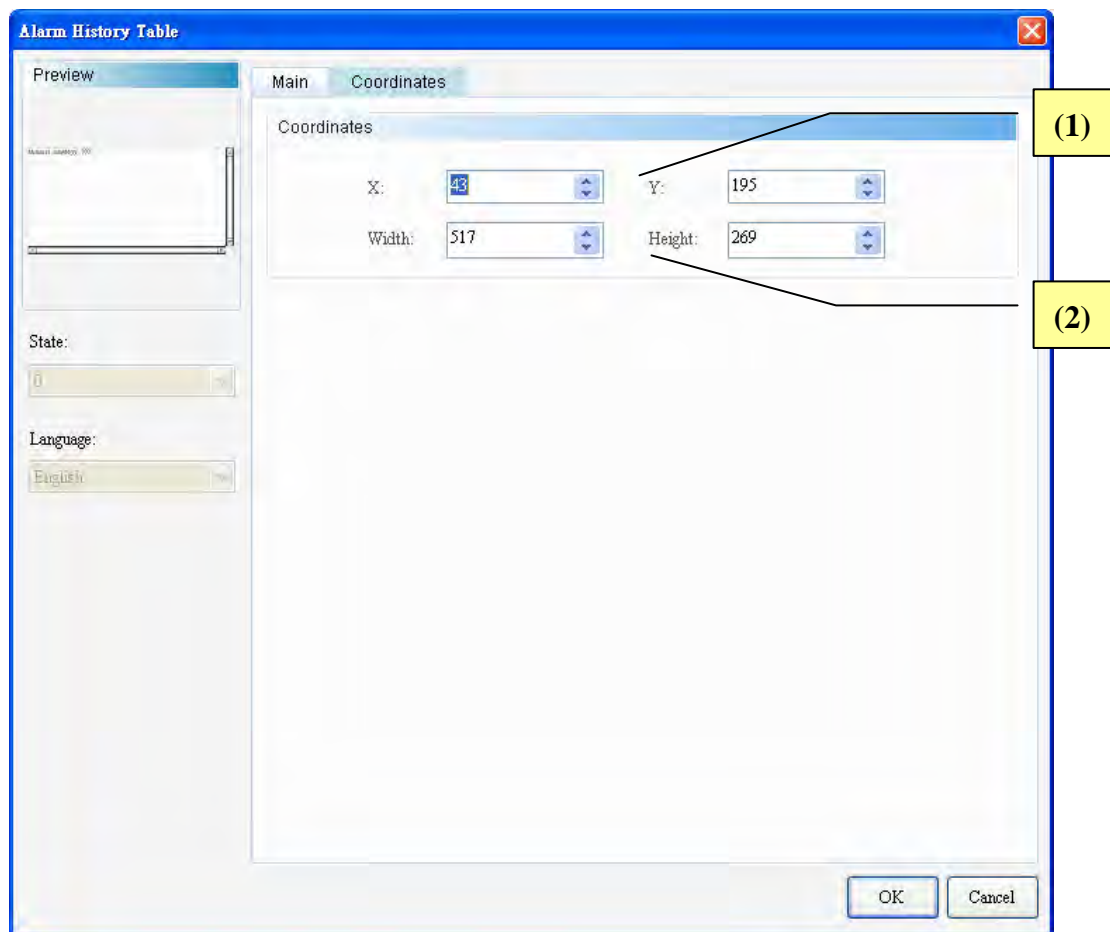 Alarm History Table
Preview
Main Coordinates
Coordinates
(1)
X: 43 Y: 195
Width: 517 Height: 269
(2)
State:
0
Language:
English
OK Cancel